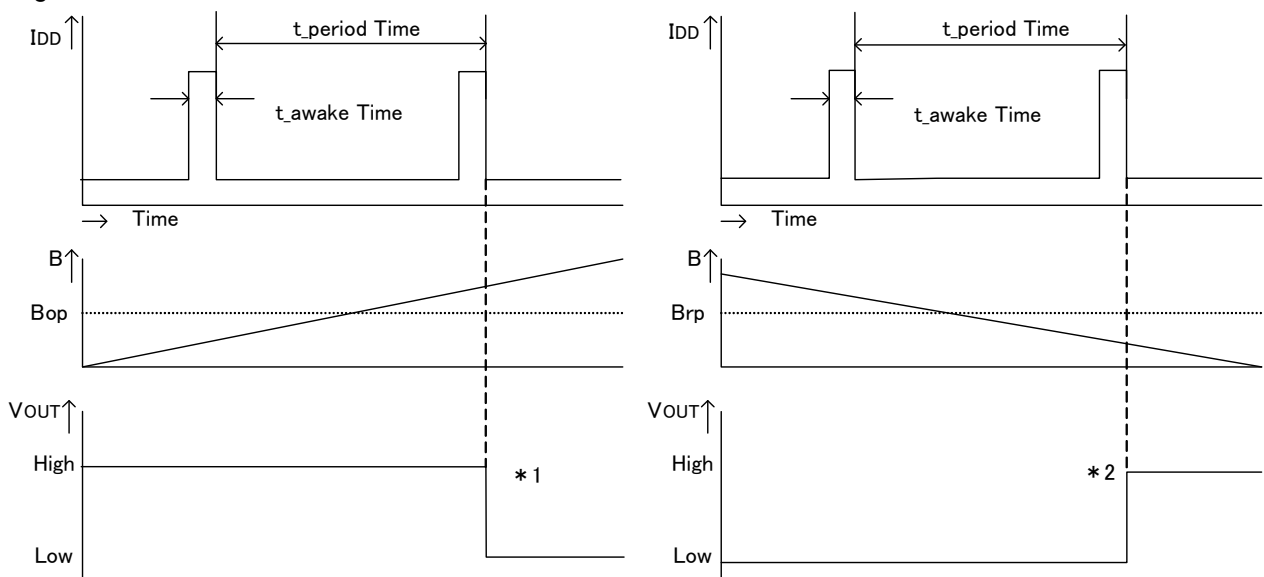 IDD
t_period Time
t_awake Time
Time
B
Bop
VOUT
High
*1
Low
IDD
t_period Time
t_awake Time
Time
B
Brp
VOUT
High
*2
Low